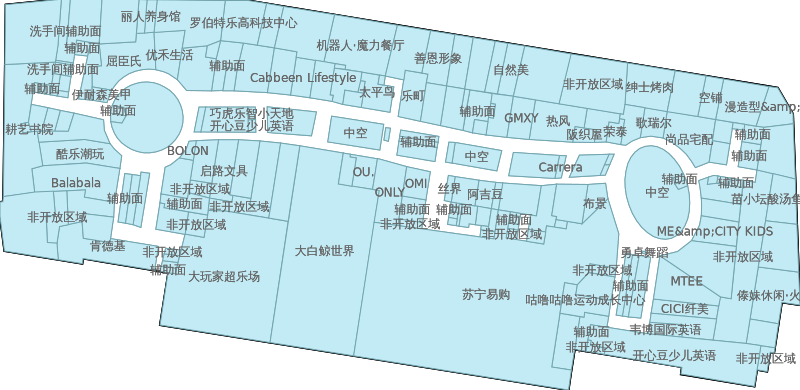 丽人养身馆
罗伯特乐高科技中心
洗手间辅助面
辅助面
机器人·魔力餐厅
优禾生活
屈臣氏
善恩形象
洗手间辅助面
辅助面
自然美
Cabbeen Lifestyle
非开放区域
绅士烤肉
辅助面
伊耐森美甲
太平鸟
乐町
空铺
漫造型&amp;
辅助面
巧虎乐智小天地
开心豆少儿英语
辅助面
GMXY
热风
歌瑞尔
耕艺书院
中空
阪织屋
荣泰
尚品宅配
辅助面
辅助面
BOLON
酷乐潮玩
中空
辅助面
Carrera
启路文具
OU.
辅助面
辅助面
Balabala
非开放区域
ONLY
OMI
丝界
阿吉豆
中空
辅助面
辅助面
非开放区域
布景
苗小坛酸汤鱼
非开放区域
辅助面
辅助面
辅助面
非开放区域
非开放区域
非开放区域
ME&amp;CITY KIDS
肯德基
非开放区域
大白鲸世界
勇卓舞蹈
非开放区域
辅助面
大玩家超乐场
非开放区域
MTEE
辅助面
苏宁易购
咕噜咕噜运动成长中心
傣妹休闲·火
CICI纤美
辅助面
韦博国际英语
非开放区域
开心豆少儿英语
非开放区域